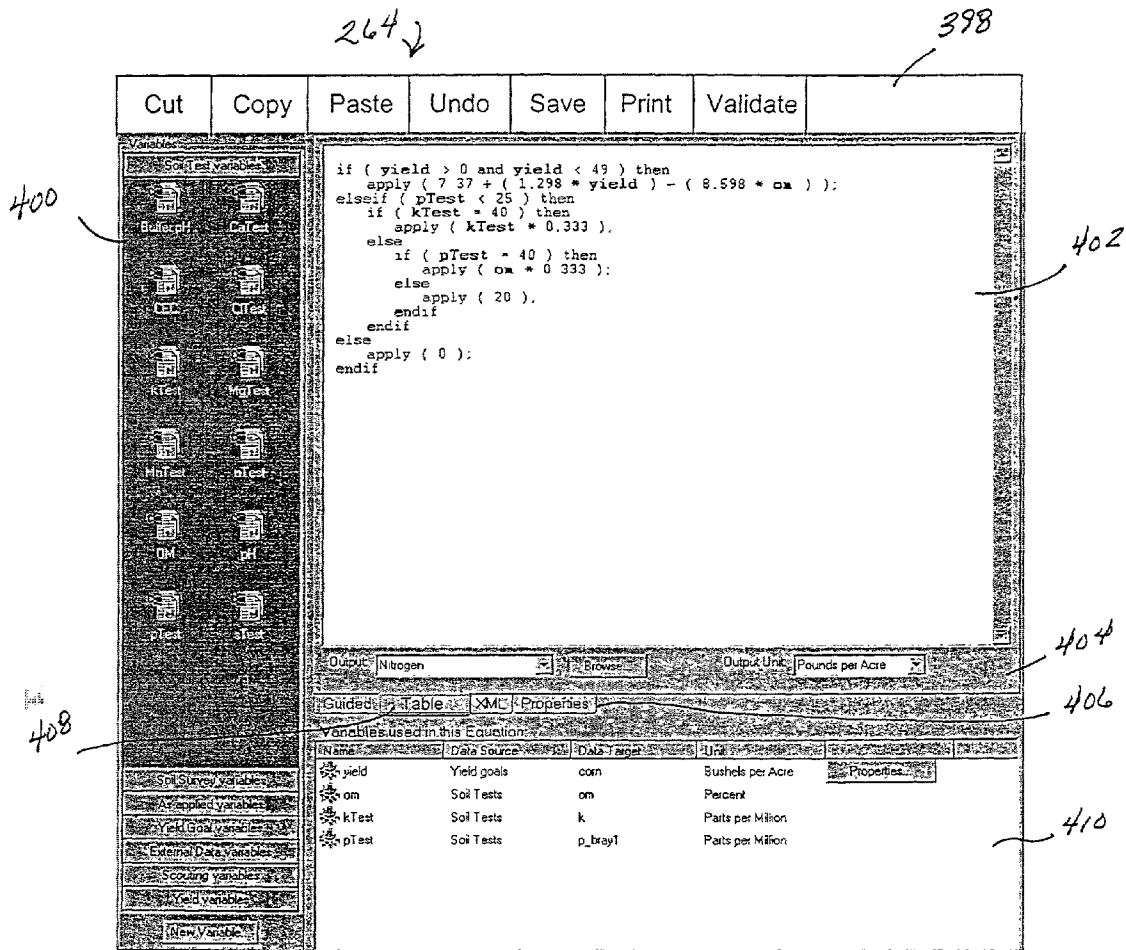 264
398
Cut Copy Paste Undo Save Print Validate
Variables
Soil Test variables
400
BufferpH CaTest
CEC ClTest
kTest MgTest
MnTest
OM pH
pTest sTest
if ( yield > 0 and yield < 49 ) then
apply ( 7 37 + ( 1.298 * yield ) - ( 8.598 * om ) );
elseif ( pTest < 25 ) then
if ( kTest = 40 ) then
apply ( kTest * 0.333 ),
else
if ( pTest = 40 ) then
apply ( om * 0 333 );
else
apply ( 20 ),
endif
endif
else
apply ( 0 );
endif
402
Output: Nitrogen Browse Output Unit: Pounds per Acre
404
Guided Table XML Properties
406
408
Variables used in this Equation:
Name Data Source Data Target Unit
yield Yield goals corn Bushels per Acre Properties...
om Soil Tests om Percent
kTest Soil Tests k Parts per Million
pTest Soil Tests p_bray1 Parts per Million
410
Soil Survey variables
As applied variables
Yield Goal variables
External Data variables
Scouting variables
Yield variables
New Variable...